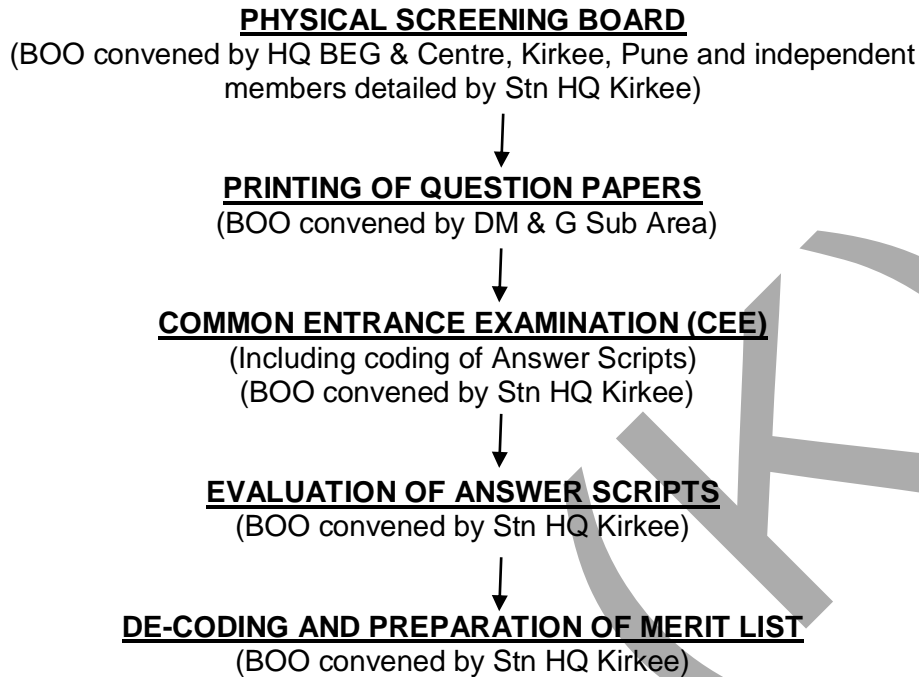 PHYSICAL SCREENING BOARD
(BOO convened by HQ BEG & Centre, Kirkee, Pune and independent
members detailed by Stn HQ Kirkee)
PRINTING OF QUESTION PAPERS
(BOO convened by DM & G Sub Area)
COMMON ENTRANCE EXAMINATION (CEE)
(Including coding of Answer Scripts)
(BOO convened by Stn HQ Kirkee)
EVALUATION OF ANSWER SCRIPTS
(BOO convened by Stn HQ Kirkee)
DE-CODING AND PREPARATION OF MERIT LIST
(BOO convened by Stn HQ Kirkee)
(K)